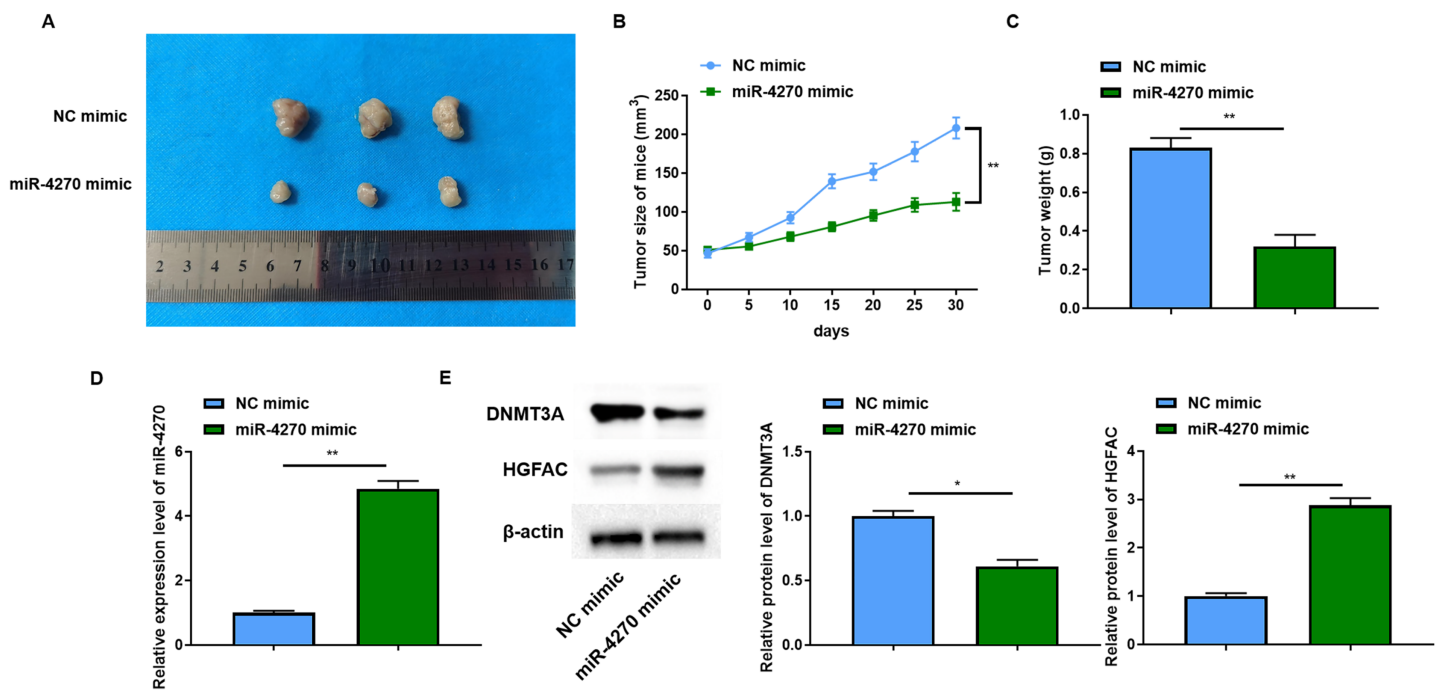 A
NC mimic
miR-4270 mimic
2 3 4 5 6 7 8 9 10 11 12 13 14 15 16 17
B
NC mimic
miR-4270 mimic
Tumor size of mice (mm³)
250
200
150
100
50
0
**
0 5 10 15 20 25 30
days
C
NC mimic
miR-4270 mimic
Tumor weight (g)
1.0
0.8
0.6
0.4
0.2
0.0
**
D
NC mimic
miR-4270 mimic
Relative expression level of miR-4270
6
4
2
0
**
E
DNMT3A
HGFAC
β-actin
NC mimic
miR-4270 mimic
NC mimic
miR-4270 mimic
Relative protein level of DNMT3A
1.5
1.0
0.5
0.0
*
NC mimic
miR-4270 mimic
Relative protein level of HGFAC
4
3
2
1
0
**